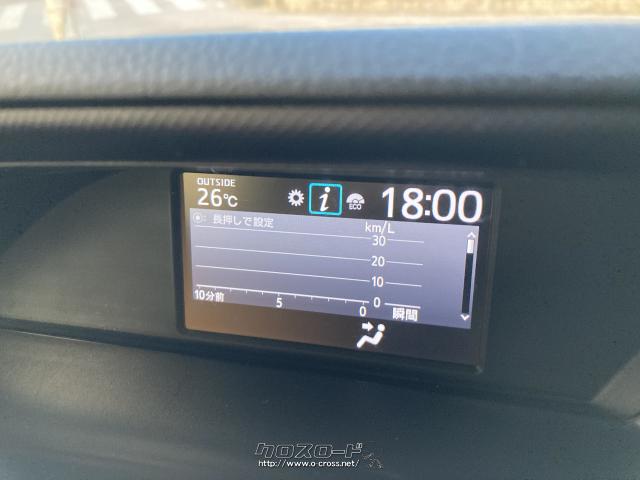 OUTSIDE
26℃ i ECO 18:00
長押しで設定
km/L
30
20
10
0
10分前 5 0 瞬間
クロスロード
http://www.o-cross.net/